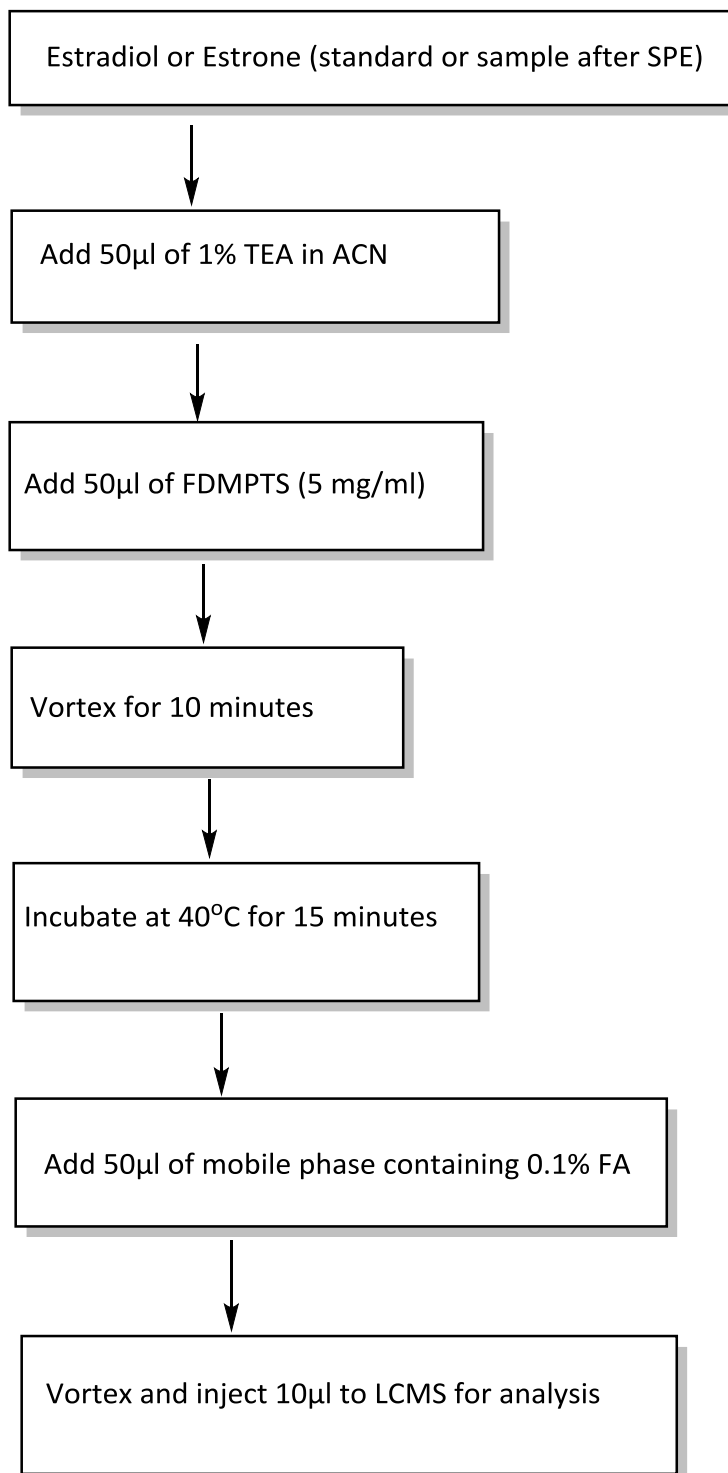 Estradiol or Estrone (standard or sample after SPE)
Add 50µl of 1% TEA in ACN
Add 50µl of FDMPTS (5 mg/ml)
Vortex for 10 minutes
Incubate at 40°C for 15 minutes
Add 50µl of mobile phase containing 0.1% FA
Vortex and inject 10µl to LCMS for analysis